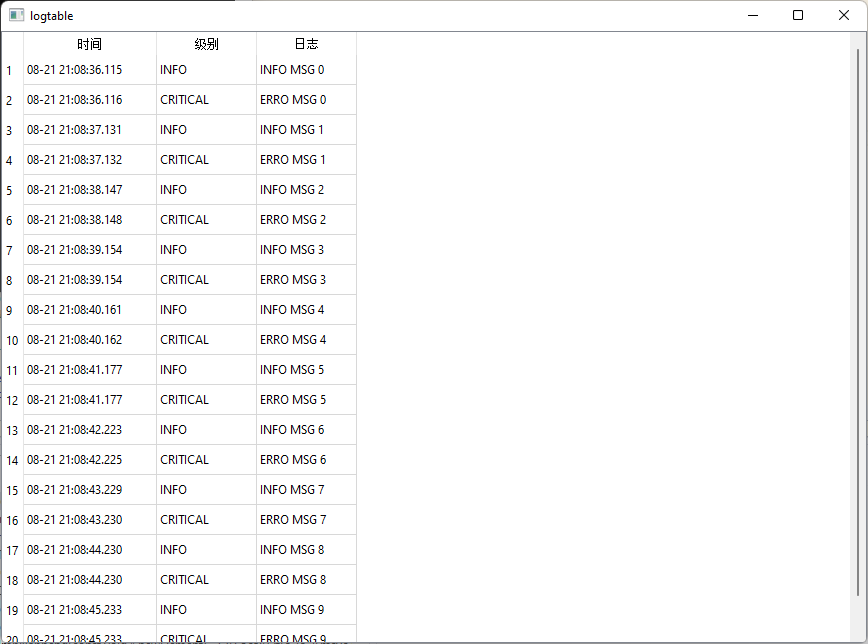 logtable
时间 级别 日志
1 08-21 21:08:36.115 INFO INFO MSG 0
2 08-21 21:08:36.116 CRITICAL ERRO MSG 0
3 08-21 21:08:37.131 INFO INFO MSG 1
4 08-21 21:08:37.132 CRITICAL ERRO MSG 1
5 08-21 21:08:38.147 INFO INFO MSG 2
6 08-21 21:08:38.148 CRITICAL ERRO MSG 2
7 08-21 21:08:39.154 INFO INFO MSG 3
8 08-21 21:08:39.154 CRITICAL ERRO MSG 3
9 08-21 21:08:40.161 INFO INFO MSG 4
10 08-21 21:08:40.162 CRITICAL ERRO MSG 4
11 08-21 21:08:41.177 INFO INFO MSG 5
12 08-21 21:08:41.177 CRITICAL ERRO MSG 5
13 08-21 21:08:42.223 INFO INFO MSG 6
14 08-21 21:08:42.225 CRITICAL ERRO MSG 6
15 08-21 21:08:43.229 INFO INFO MSG 7
16 08-21 21:08:43.230 CRITICAL ERRO MSG 7
17 08-21 21:08:44.230 INFO INFO MSG 8
18 08-21 21:08:44.230 CRITICAL ERRO MSG 8
19 08-21 21:08:45.233 INFO INFO MSG 9
20 08-21 21:08:45.233 CRITICAL ERRO MSG 9